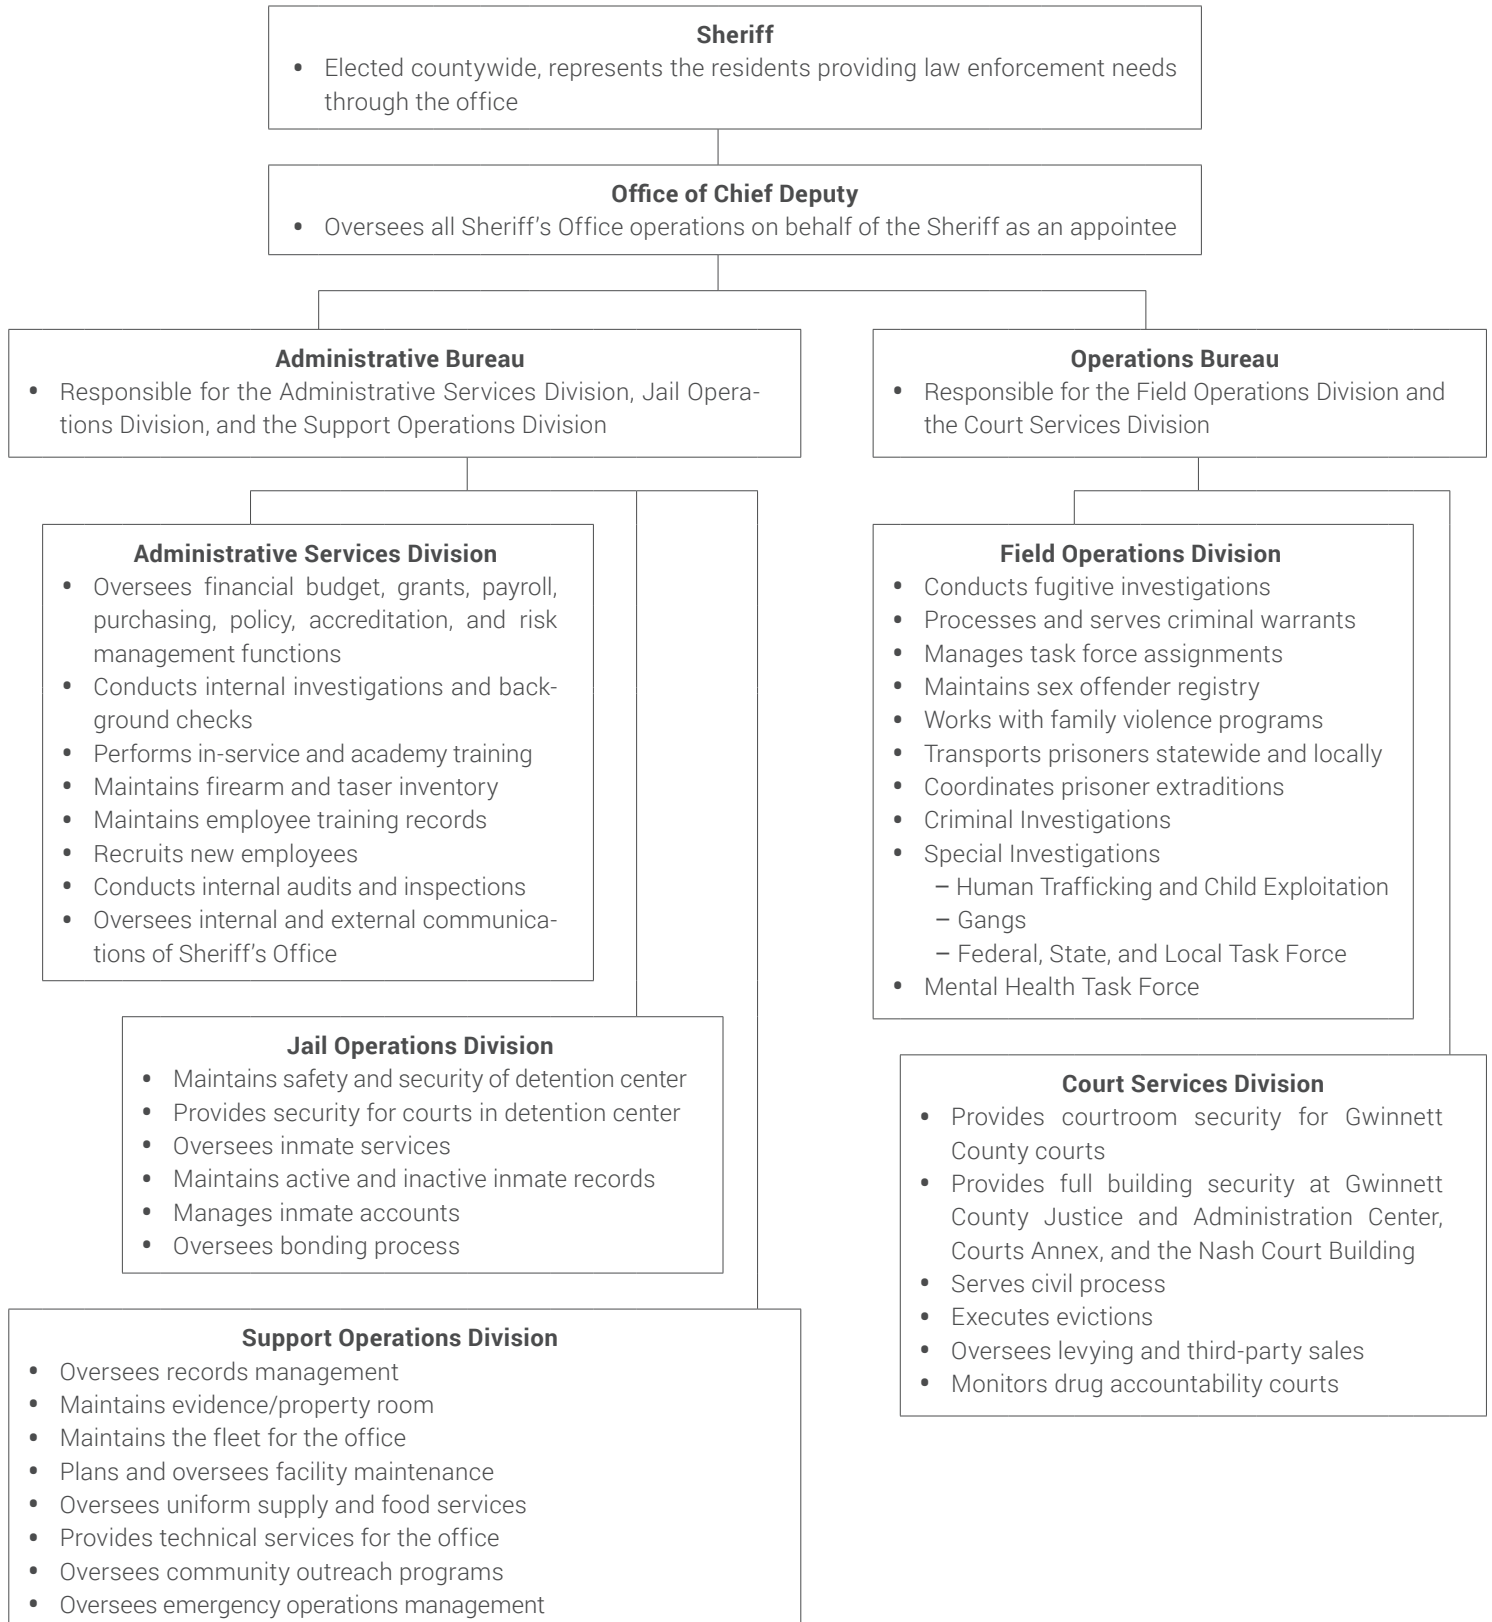 Sheriff
• Elected countywide, represents the residents providing law enforcement needs
through the office
Office of Chief Deputy
• Oversees all Sheriff's Office operations on behalf of the Sheriff as an appointee
Administrative Bureau
• Responsible for the Administrative Services Division, Jail Opera-
tions Division, and the Support Operations Division
Operations Bureau
• Responsible for the Field Operations Division and
the Court Services Division
Administrative Services Division
• Oversees financial budget, grants, payroll,
purchasing, policy, accreditation, and risk
management functions
• Conducts internal investigations and back-
ground checks
• Performs in-service and academy training
• Maintains firearm and taser inventory
• Maintains employee training records
• Recruits new employees
• Conducts internal audits and inspections
• Oversees internal and external communica-
tions of Sheriff's Office
Jail Operations Division
• Maintains safety and security of detention center
• Provides security for courts in detention center
• Oversees inmate services
• Maintains active and inactive inmate records
• Manages inmate accounts
• Oversees bonding process
Support Operations Division
• Oversees records management
• Maintains evidence/property room
• Maintains the fleet for the office
• Plans and oversees facility maintenance
• Oversees uniform supply and food services
• Provides technical services for the office
• Oversees community outreach programs
• Oversees emergency operations management
Field Operations Division
• Conducts fugitive investigations
• Processes and serves criminal warrants
• Manages task force assignments
• Maintains sex offender registry
• Works with family violence programs
• Transports prisoners statewide and locally
• Coordinates prisoner extraditions
• Criminal Investigations
• Special Investigations
– Human Trafficking and Child Exploitation
– Gangs
– Federal, State, and Local Task Force
• Mental Health Task Force
Court Services Division
• Provides courtroom security for Gwinnett
County courts
• Provides full building security at Gwinnett
County Justice and Administration Center,
Courts Annex, and the Nash Court Building
• Serves civil process
• Executes evictions
• Oversees levying and third-party sales
• Monitors drug accountability courts